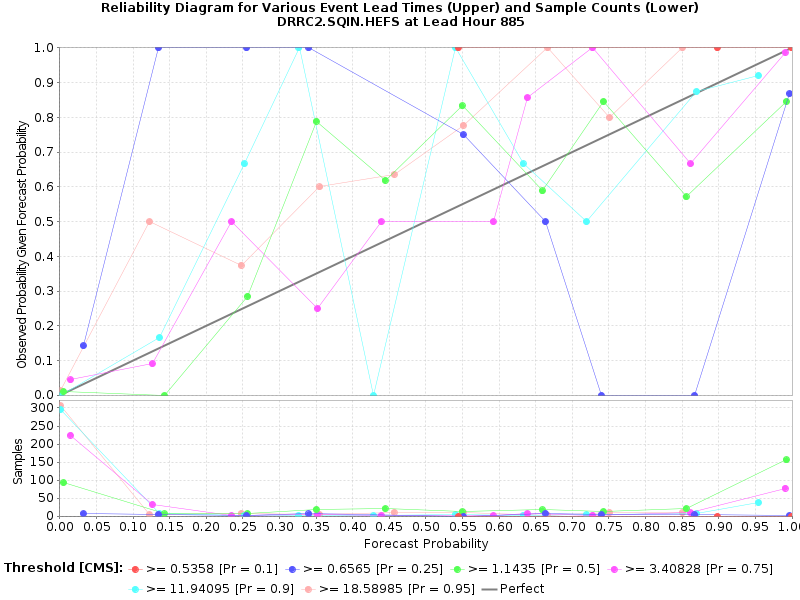 Reliability Diagram for Various Event Lead Times (Upper) and Sample Counts (Lower)
DRRC2.SQIN.HEFS at Lead Hour 885
Observed Probability Given Forecast Probability
1.0
0.9
0.8
0.7
0.6
0.5
0.4
0.3
0.2
0.1
0.0
Samples
300
250
200
150
100
50
0
0.00 0.05 0.10 0.15 0.20 0.25 0.30 0.35 0.40 0.45 0.50 0.55 0.60 0.65 0.70 0.75 0.80 0.85 0.90 0.95 1.0
Forecast Probability
Threshold [CMS]: >= 0.5358 [Pr = 0.1] >= 0.6565 [Pr = 0.25] >= 1.1435 [Pr = 0.5] >= 3.40828 [Pr = 0.75]
>= 11.94095 [Pr = 0.9] >= 18.58985 [Pr = 0.95] Perfect